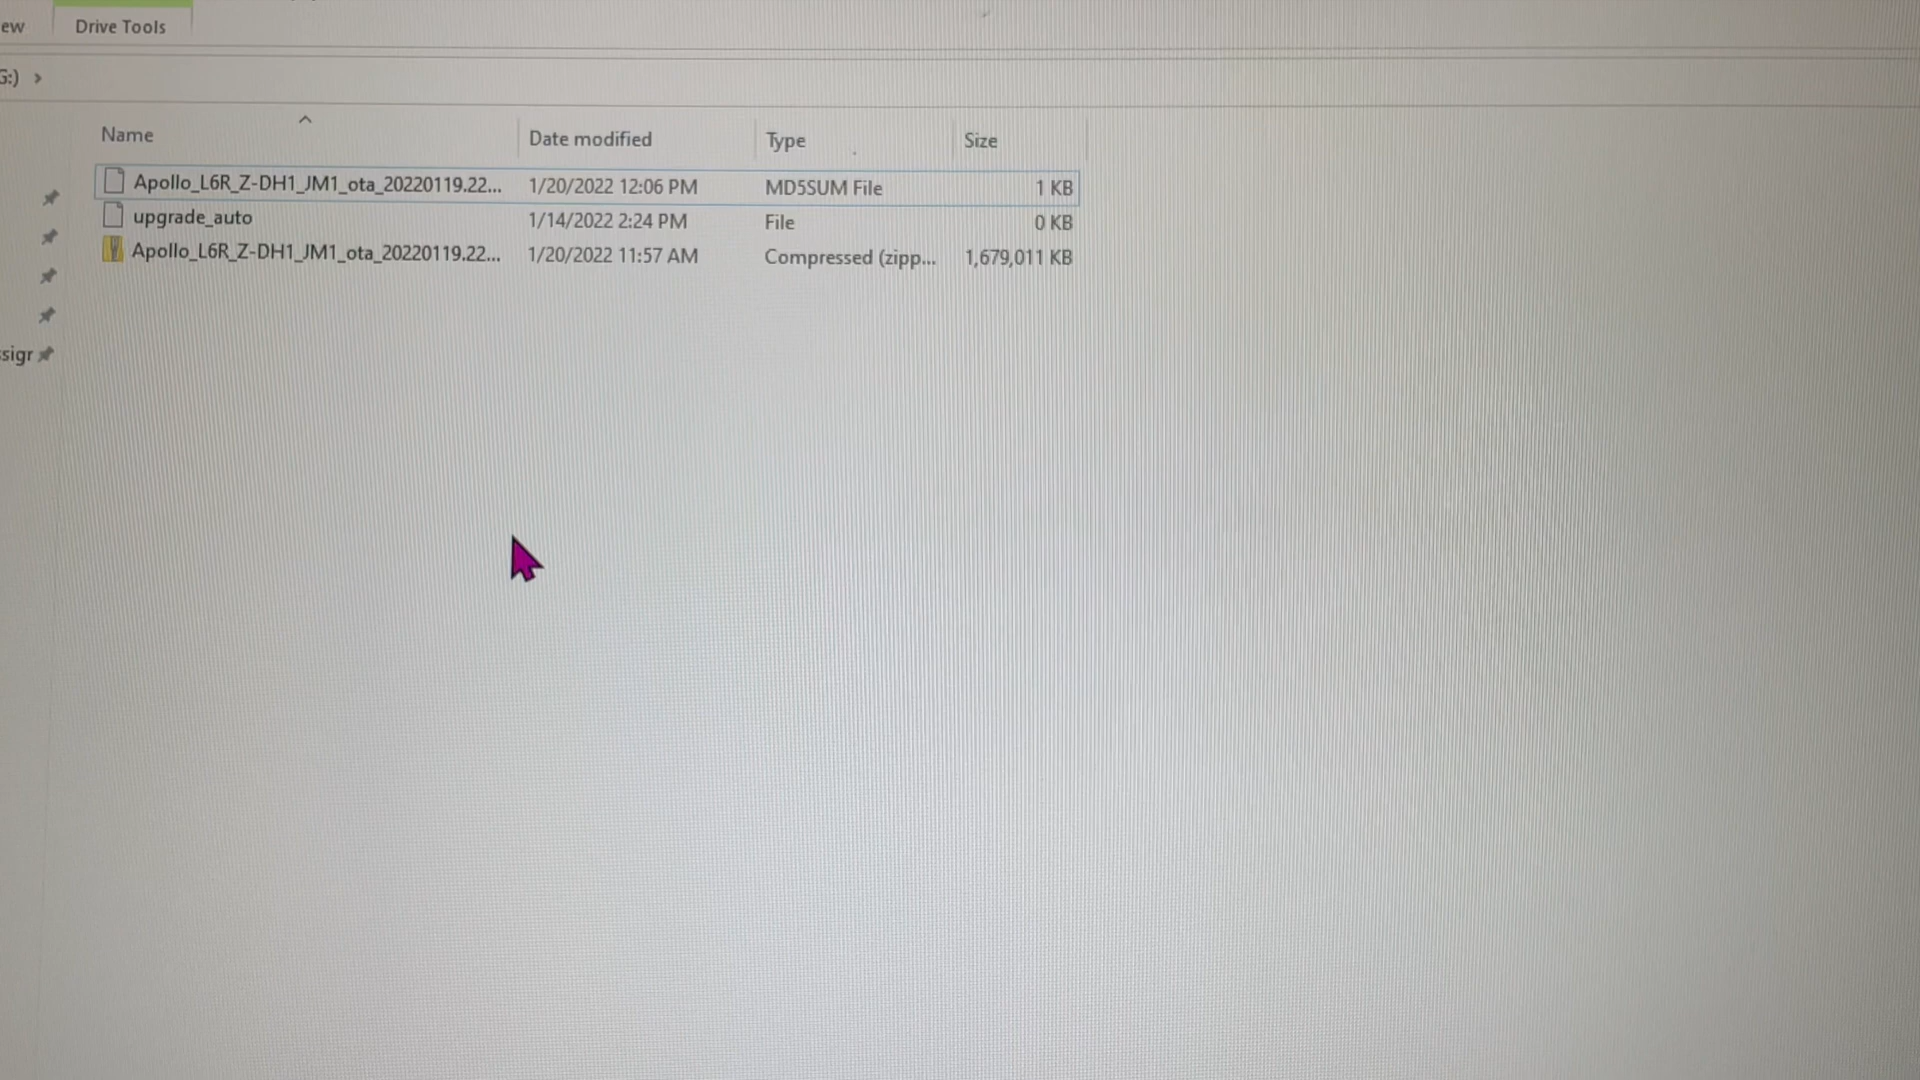 ew Drive Tools
G:) >
Name Date modified Type Size
Apollo_L6R_Z-DH1_JM1_ota_20220119.22... 1/20/2022 12:06 PM MD5SUM File 1 KB
upgrade_auto 1/14/2022 2:24 PM File 0 KB
Apollo_L6R_Z-DH1_JM1_ota_20220119.22... 1/20/2022 11:57 AM Compressed (zipp... 1,679,011 KB
sigr